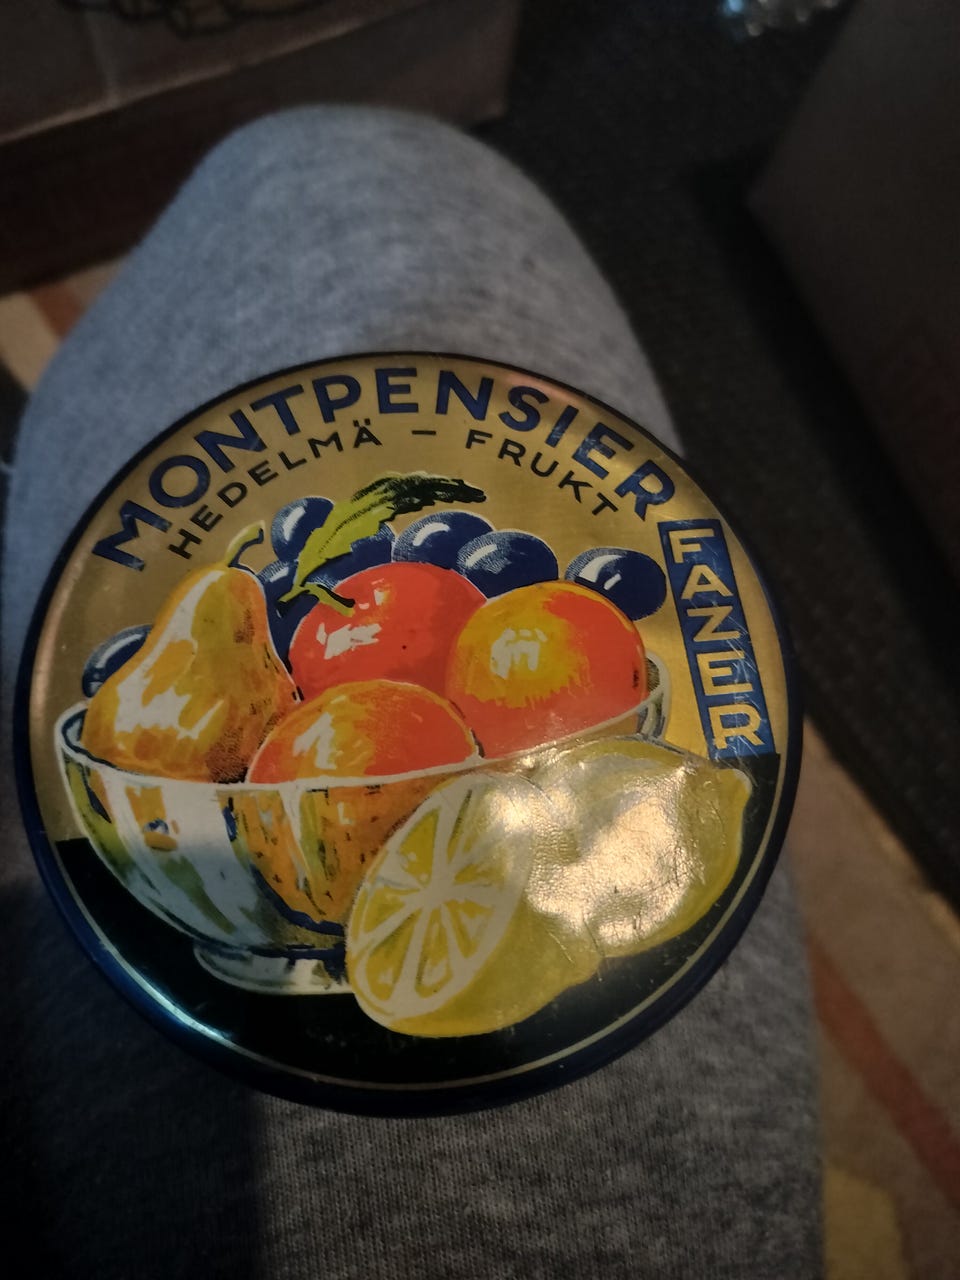 MONTPENSIER
HEDELMÄ - FRUKT
FAZER